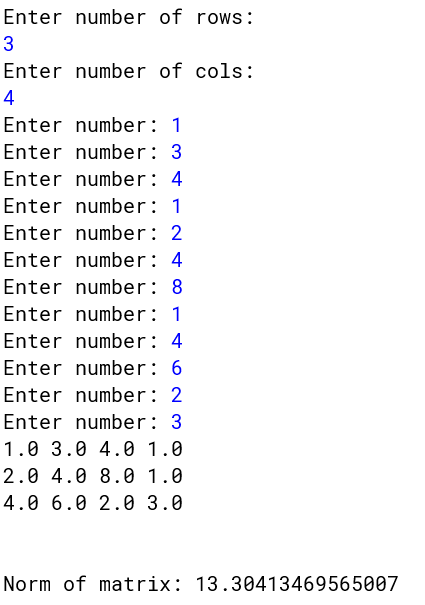 Enter number of rows:
3
Enter number of cols:
4
Enter number: 1
Enter number: 3
Enter number: 4
Enter number: 1
Enter number: 2
Enter number: 4
Enter number: 8
Enter number: 1
Enter number: 4
Enter number: 6
Enter number: 2
Enter number: 3
1.0 3.0 4.0 1.0
2.0 4.0 8.0 1.0
4.0 6.0 2.0 3.0
Norm of matrix: 13.30413469565007